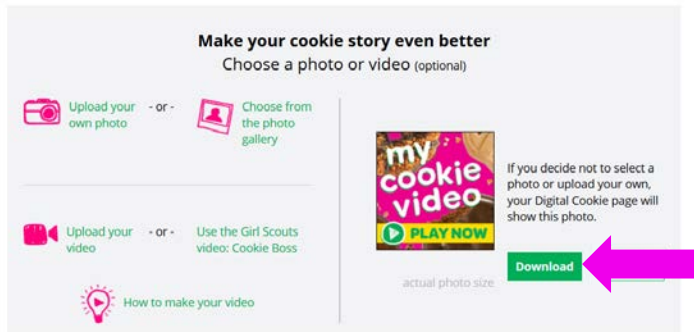 Make your cookie story even better
Choose a photo or video (optional)
Upload your own photo
- or -
Choose from the photo gallery
Upload your video
- or -
Use the Girl Scouts video: Cookie Boss
How to make your video
my
cookie
video
PLAY NOW
actual photo size
If you decide not to select a
photo or upload your own,
your Digital Cookie page will
show this photo.
Download